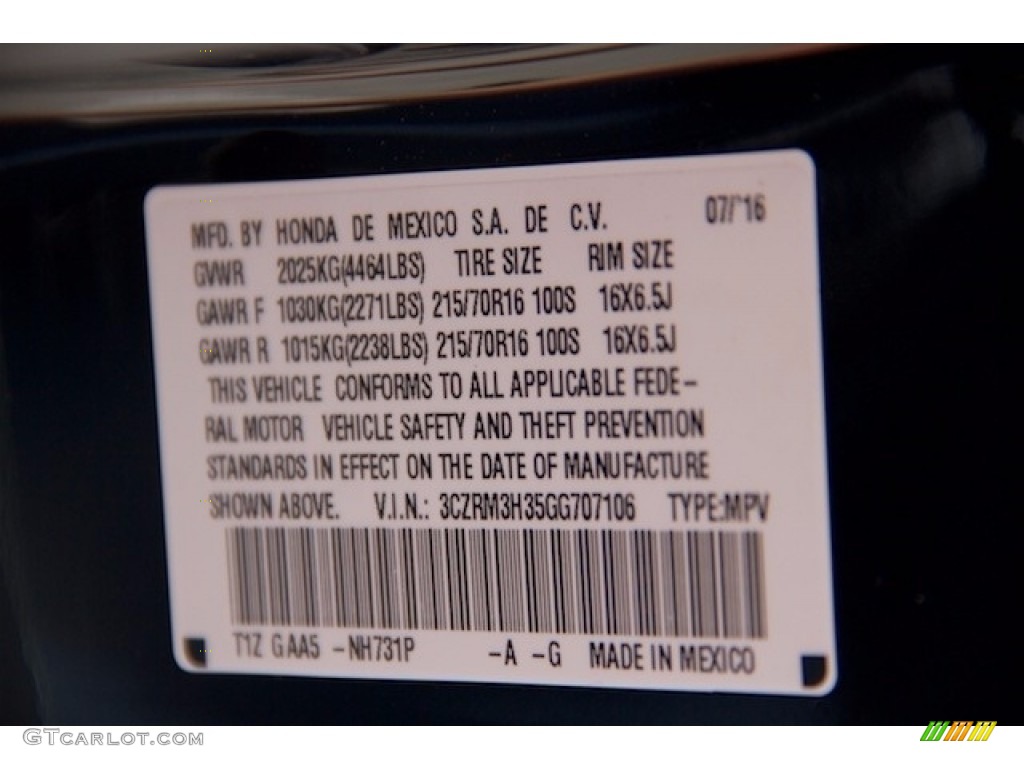 MFD. BY HONDA DE MEXICO S.A. DE C.V. 07/'16
GVWR 2025KG(4464LBS) TIRE SIZE RIM SIZE
GAWR F 1030KG(2271LBS) 215/70R16 100S 16X6.5J
GAWR R 1015KG(2238LBS) 215/70R16 100S 16X6.5J
THIS VEHICLE CONFORMS TO ALL APPLICABLE FEDE-
RAL MOTOR VEHICLE SAFETY AND THEFT PREVENTION
STANDARDS IN EFFECT ON THE DATE OF MANUFACTURE
SHOWN ABOVE. V.I.N.: 3CZRM3H35GG707106 TYPE:MPV
T1Z GAA5 -NH731P -A -G MADE IN MEXICO
GTCARLOT.COM